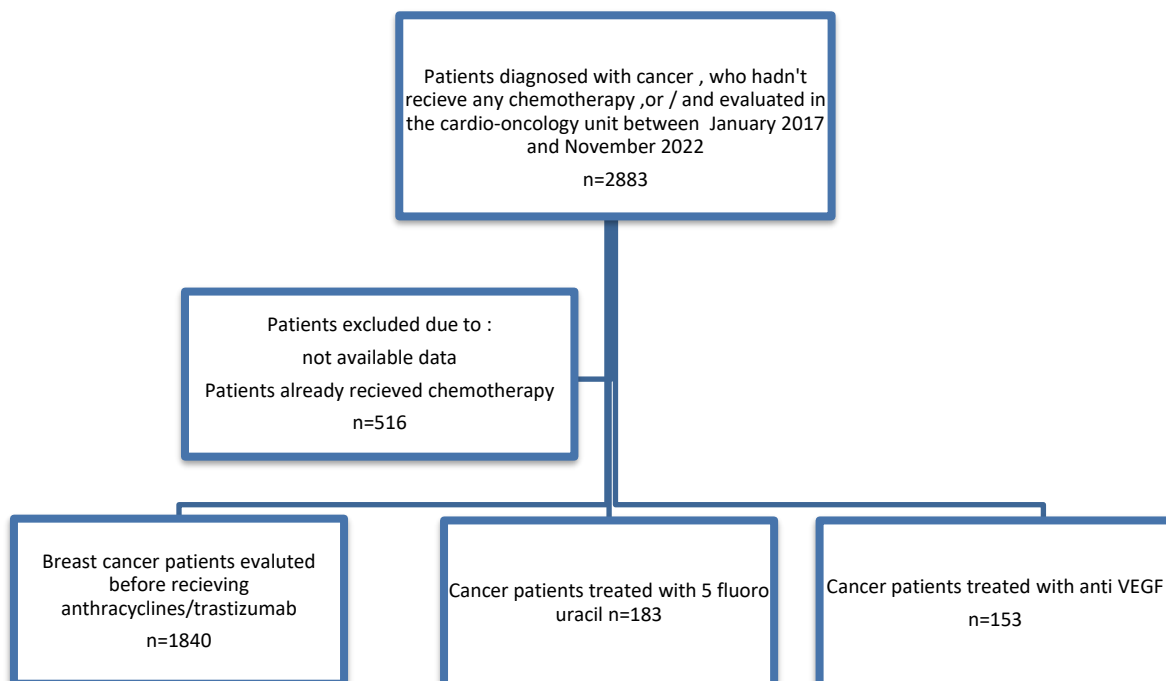 Patients diagnosed with cancer , who hadn't
recieve any chemotherapy ,or / and evaluated in
the cardio-oncology unit between  January 2017
and November 2022
n=2883
Patients excluded due to :
not available data
Patients already recieved chemotherapy
n=516
Breast cancer patients evaluted
before recieving
anthracyclines/trastizumab
n=1840
Cancer patients treated with 5 fluoro
uracil n=183
Cancer patients treated with anti VEGF
n=153